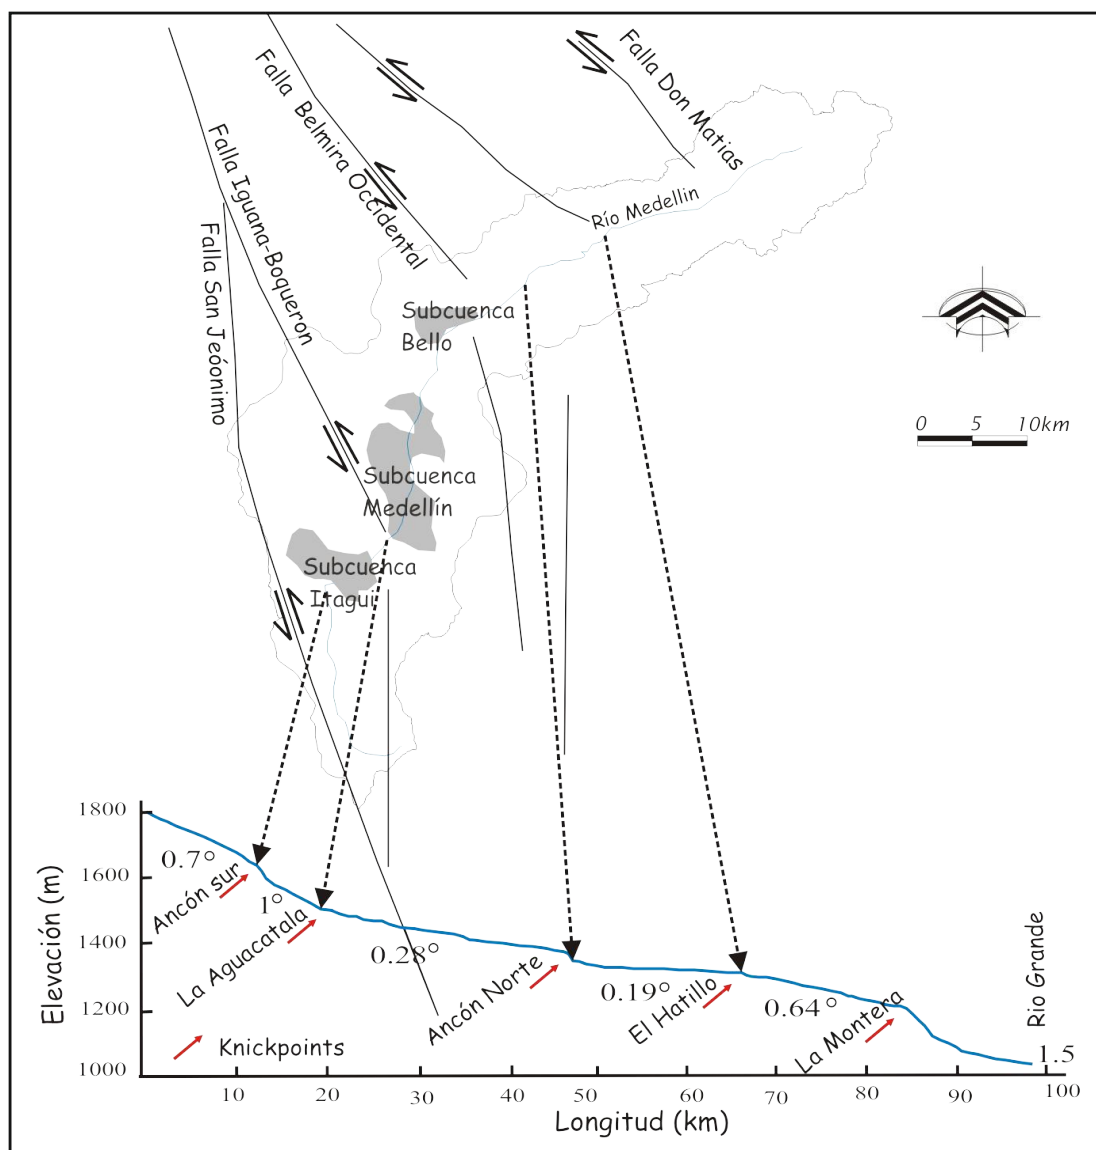 Falla Don Matias
Falla Belmira Occidental
Falla Iguana-Boqueron
Falla San Jeóonimo
Río Medellin
Subcuenca
Bello
0 5 10km
Subcuenca
Medellín
Subcuenca
Itagui
1800
1600
1400
1200
1000
Elevación (m)
0.7°
Ancón sur
1°
La Aguacatala
0.28°
Ancón Norte
0.19°
El Hatillo
0.64°
La Montera
Rio Grande
1.5
Knickpoints
10 20 30 40 50 60 70 80 90 100
Longitud (km)